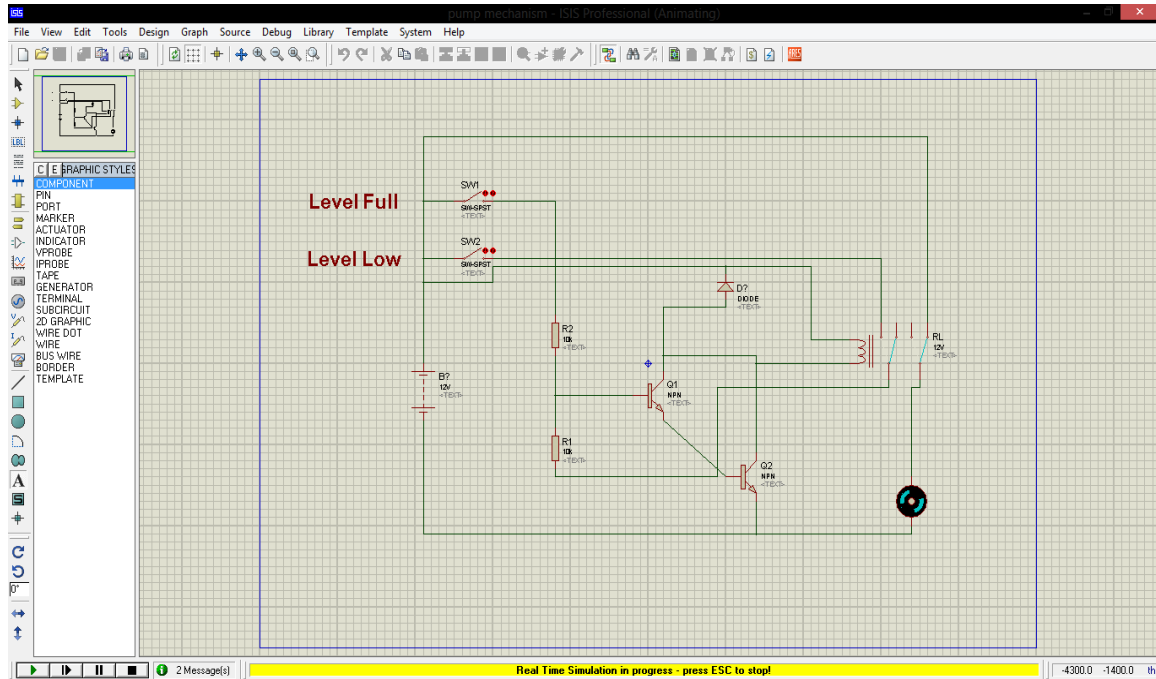 ISIS
pump mechanism - ISIS Professional (Animating)
File View Edit Tools Design Graph Source Debug Library Template System Help
ARES
LBL
C E GRAPHIC STYLES
COMPONENT
PIN
PORT
MARKER
ACTUATOR
INDICATOR
VPROBE
IPROBE
TAPE
GENERATOR
TERMINAL
SUBCIRCUIT
2D GRAPHIC
WIRE DOT
WIRE
BUS WIRE
BORDER
TEMPLATE
A
S
0°
SW1
Level Full
SW-SPST
<TEXT>
SW2
Level Low
SW-SPST
<TEXT>
D?
DIODE
<TEXT>
R2
10k
<TEXT>
RL
12V
<TEXT>
B?
12V
<TEXT>
Q1
NPN
<TEXT>
R1
10k
<TEXT>
Q2
NPN
<TEXT>
2 Message(s)
Real Time Simulation in progress - press ESC to stop!
-4300.0 -1400.0 th